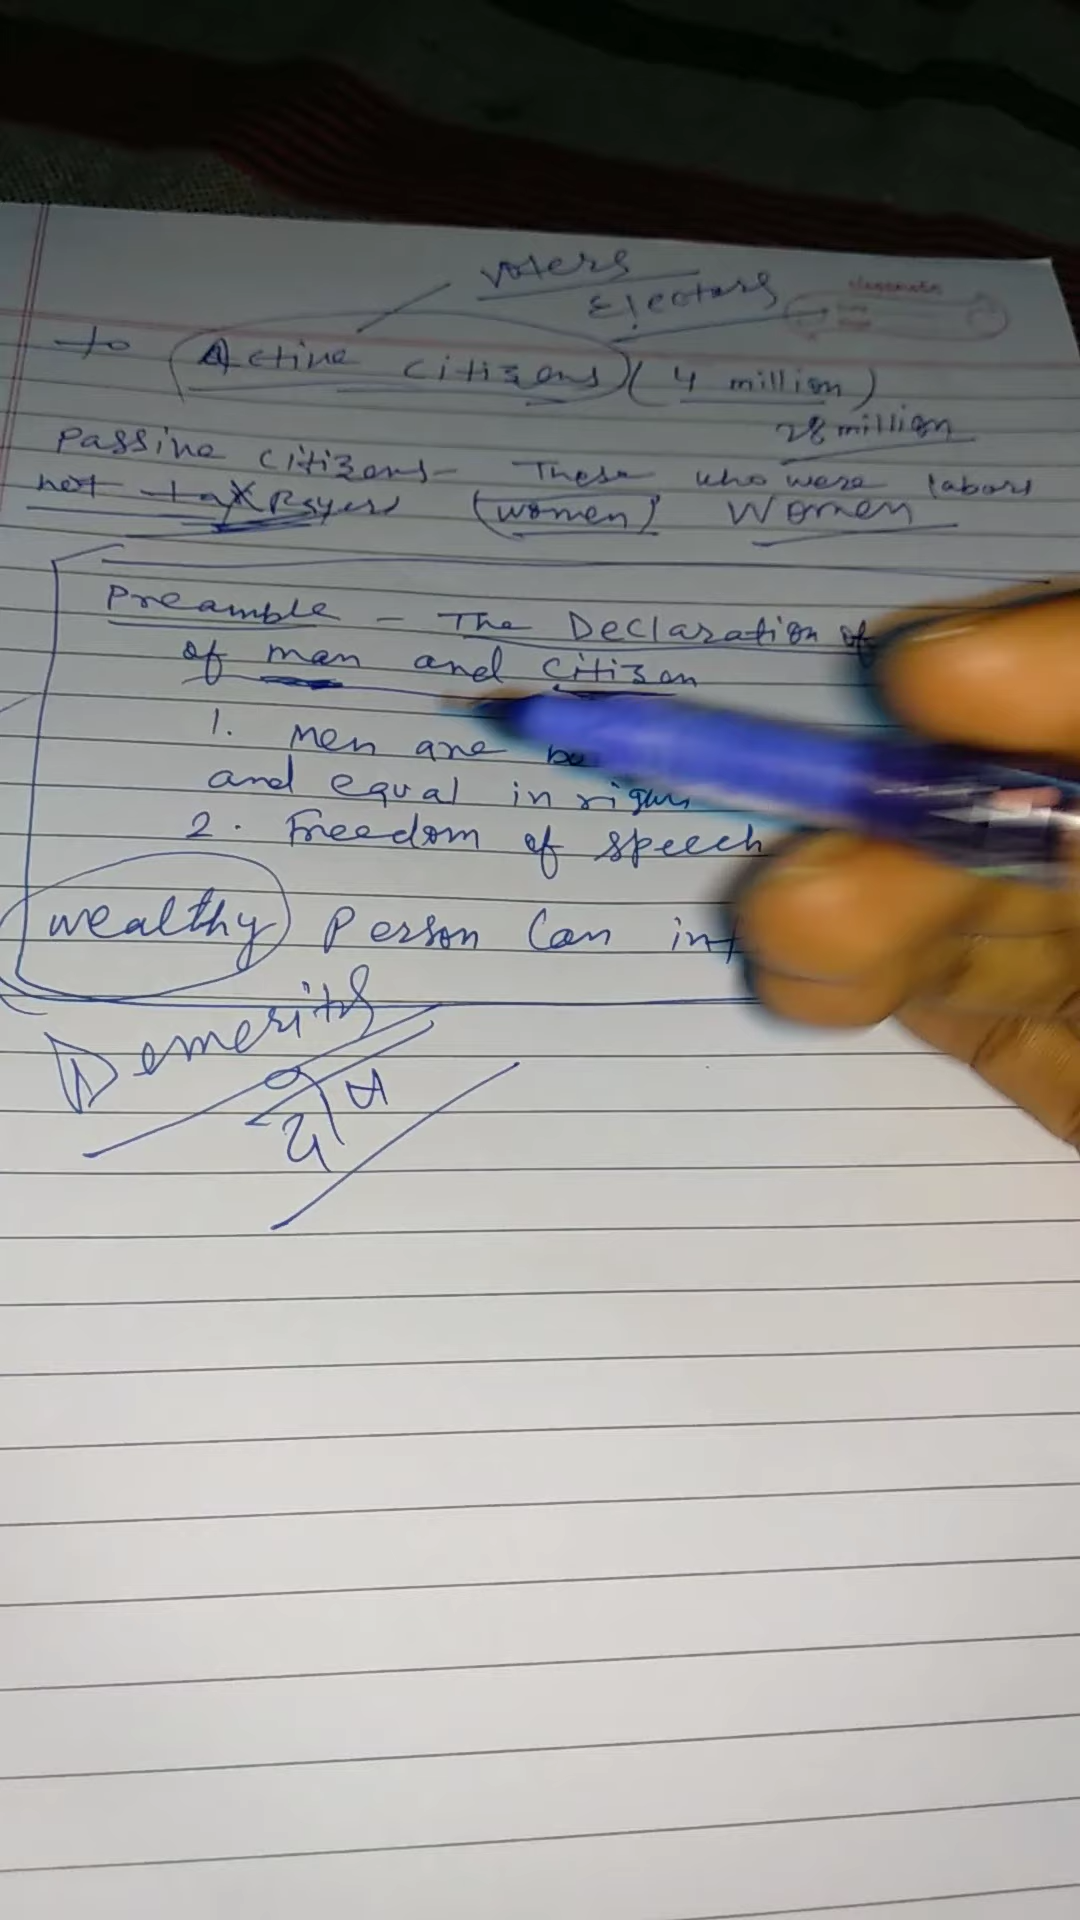 voters
Electors
to Active citizens (4 million)
28 million
Passive citizens - These who were labors
not taxpayers (women) Women
Preamble - The Declaration of
of man and citizen
1. Men are
and equal in
2. Freedom of speech
wealthy Person Can
Demerits